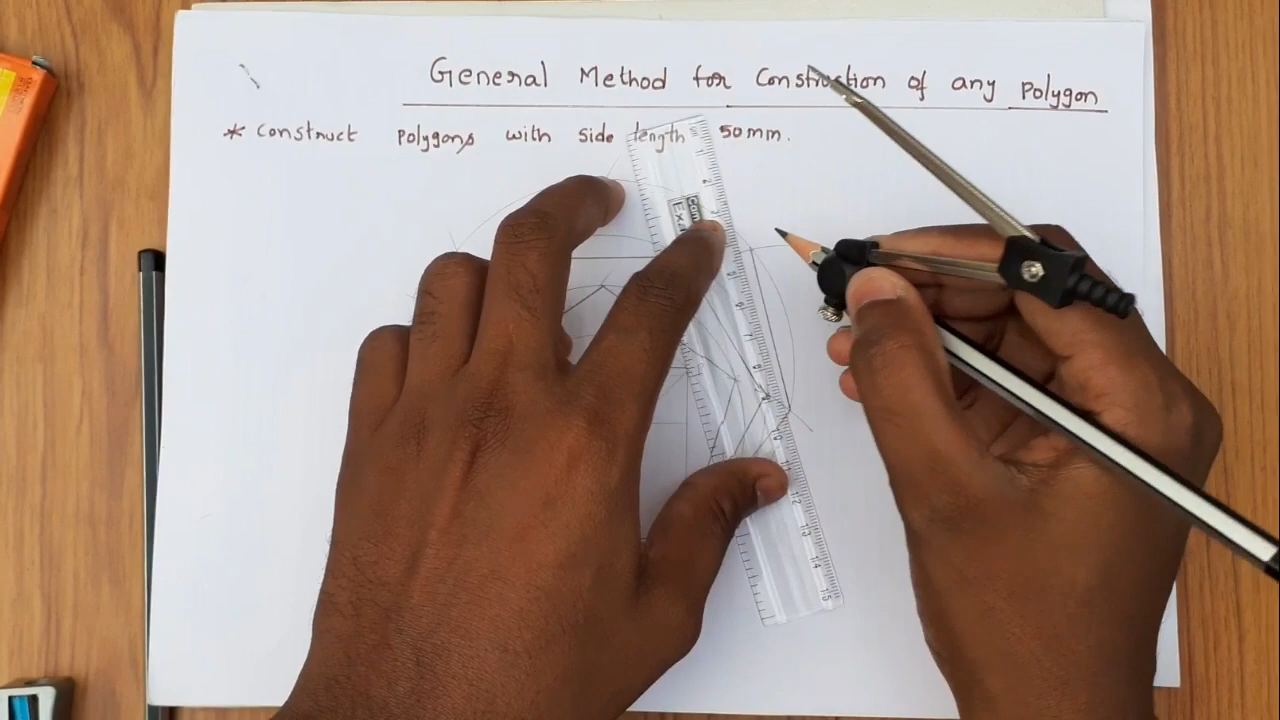 General Method for Construction of any Polygon
* Construct polygons with side length 50mm.